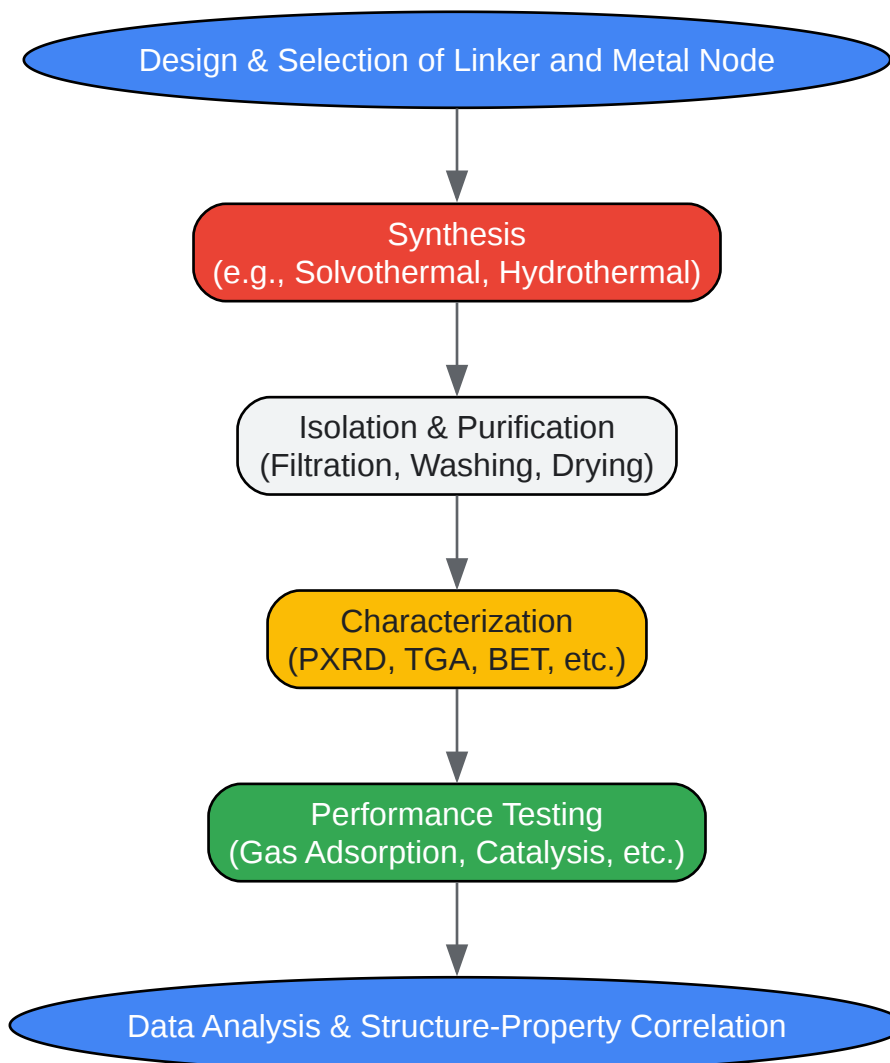 Design & Selection of Linker and Metal Node
Synthesis
(e.g., Solvothermal, Hydrothermal)
Isolation & Purification
(Filtration, Washing, Drying)
Characterization
(PXRD, TGA, BET, etc.)
Performance Testing
(Gas Adsorption, Catalysis, etc.)
Data Analysis & Structure-Property Correlation